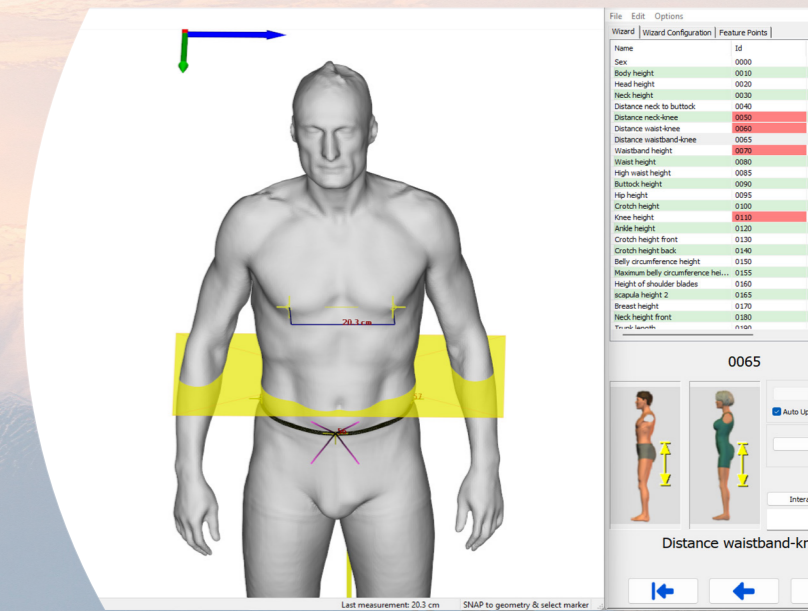 File Edit Options
Wizard Wizard Configuration Feature Points
Name Id
Sex 0000
Body height 0010
Head height 0020
Neck height 0030
Distance neck to buttock 0040
Distance neck-knee 0050
Distance waist-knee 0060
Distance waistband-knee 0065
Waistband height 0070
Waist height 0080
High waist height 0085
Buttock height 0090
Hip height 0095
Crotch height 0100
Knee height 0110
Ankle height 0120
Crotch height front 0130
Crotch height back 0140
Belly circumference height 0150
Maximum belly circumference hei... 0155
Height of shoulder blades 0160
scapula height 2 0165
Breast height 0170
Neck height front 0180
Trunk length 0190
20.3 cm
0065
Auto Up
Intera
Distance waistband-kn
Last measurement: 20.3 cm SNAP to geometry & select marker